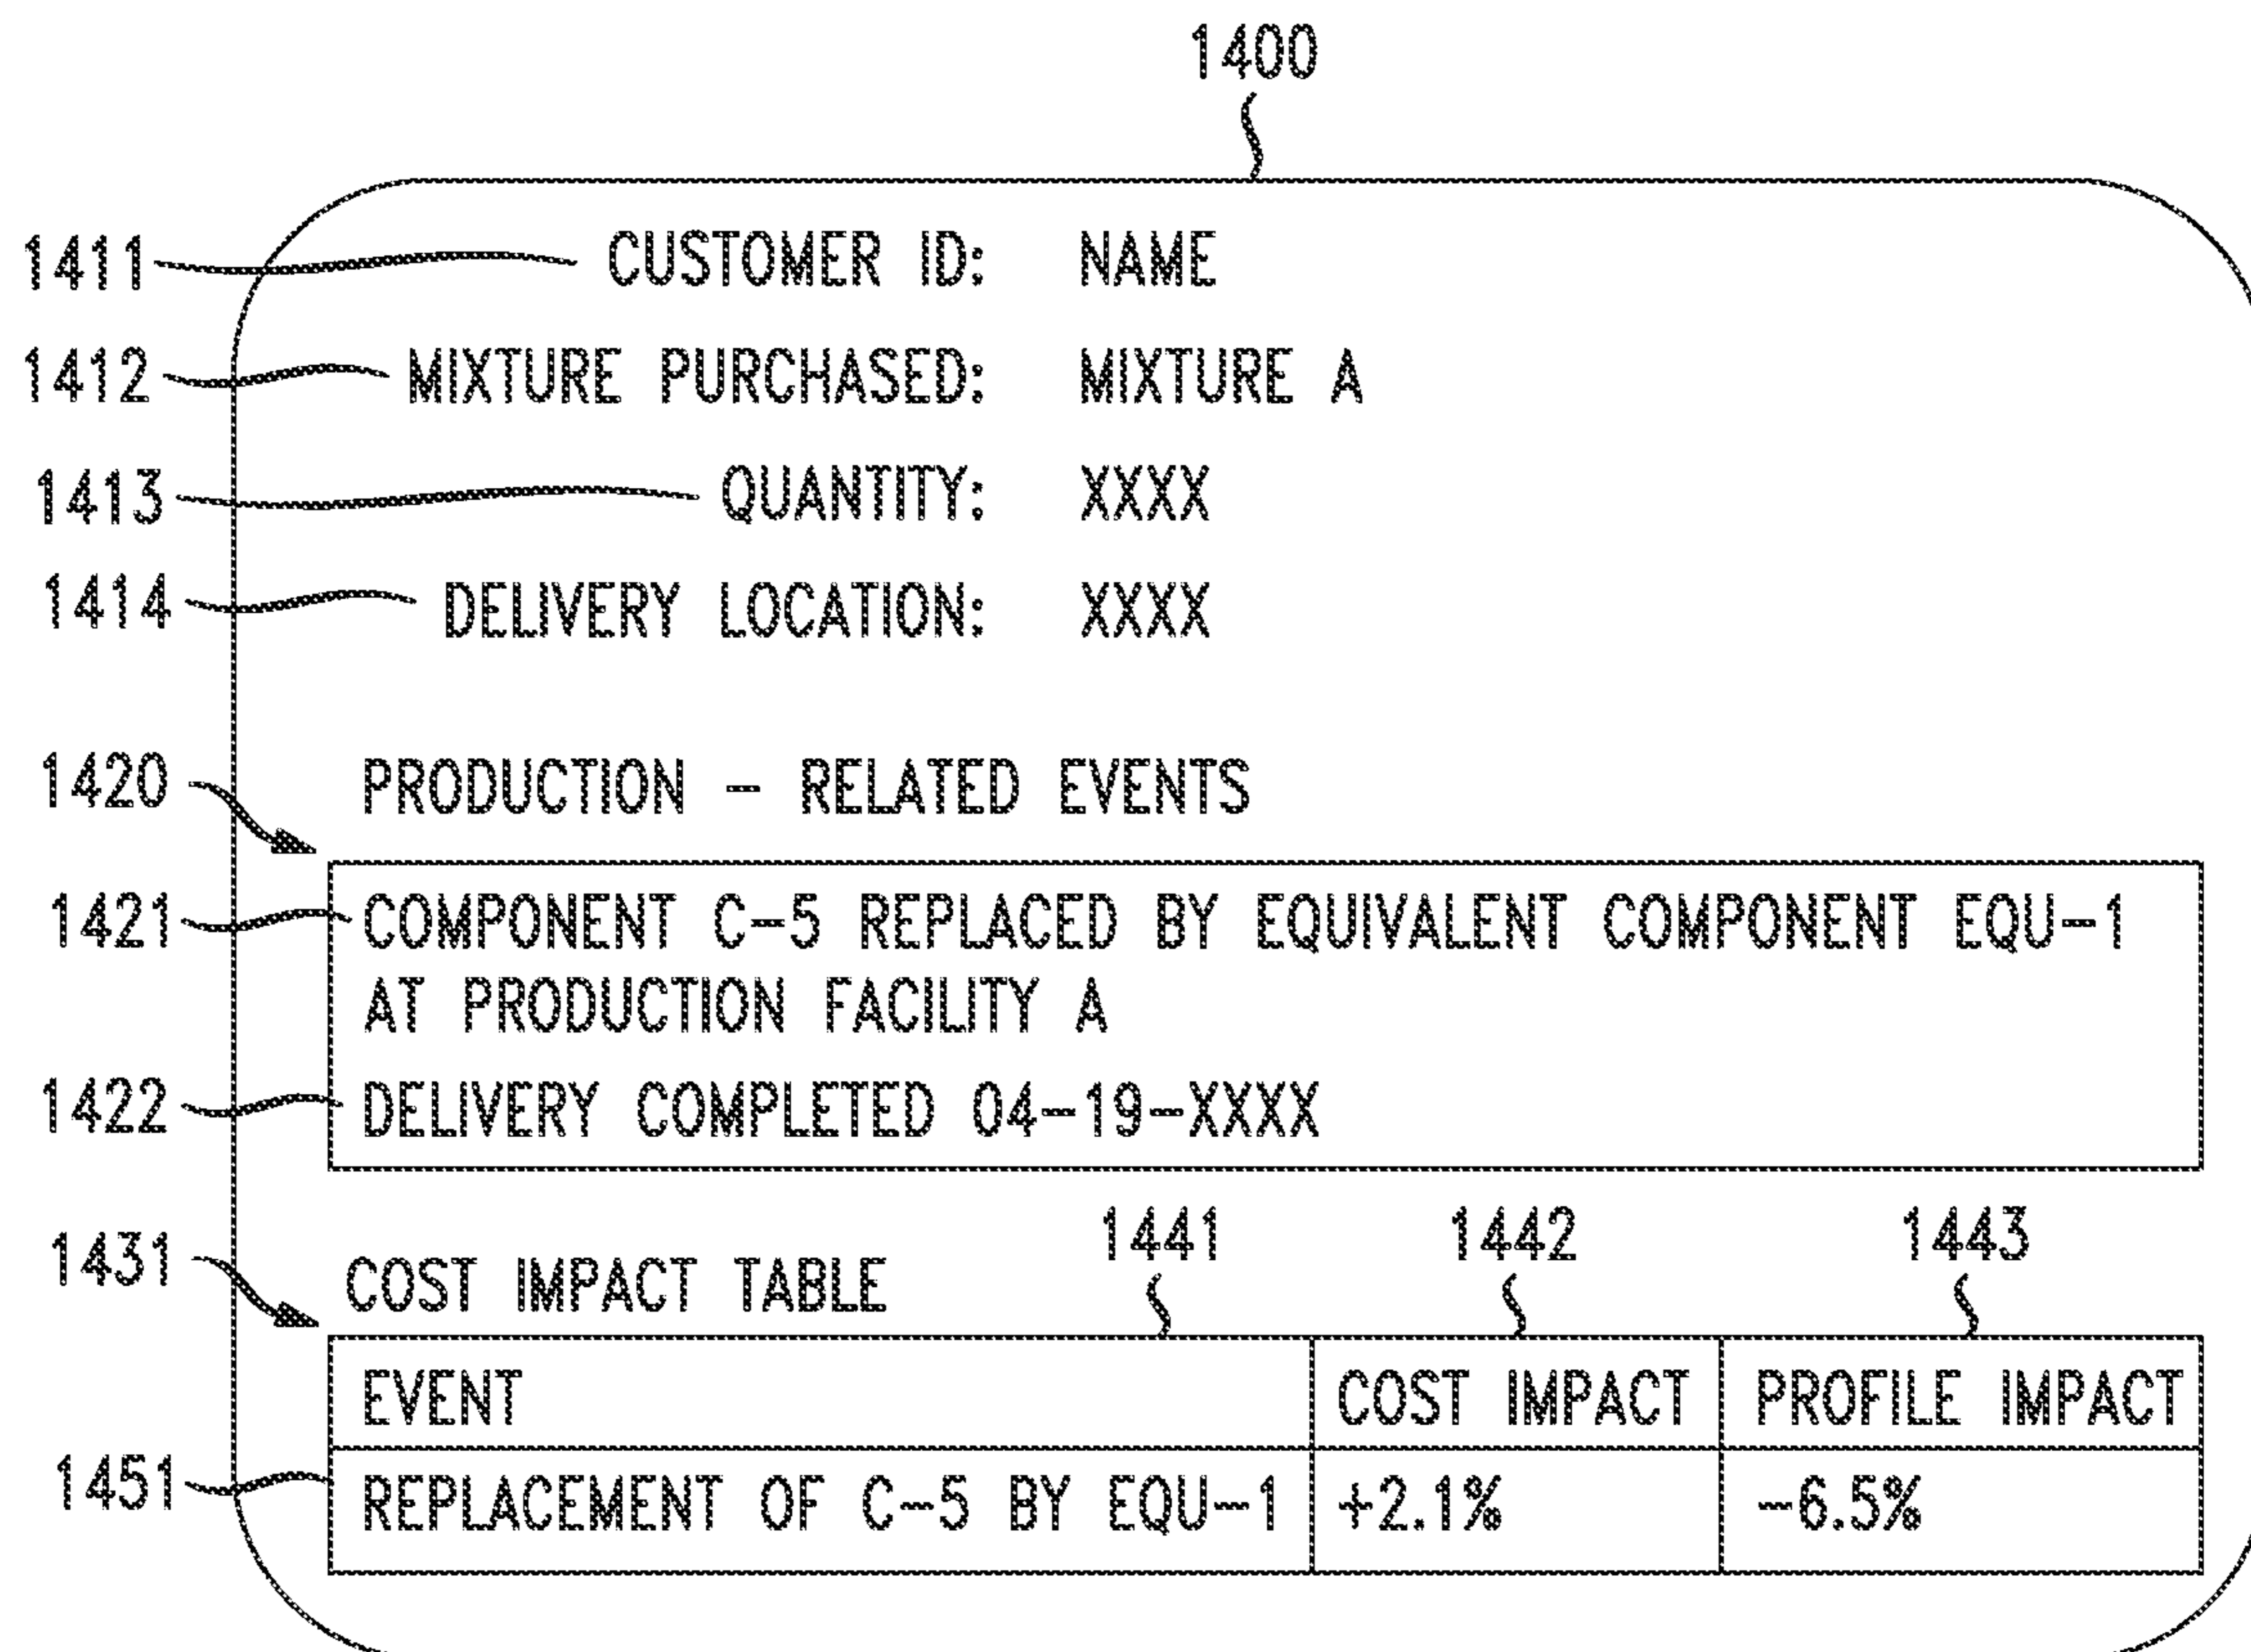 1400
1411 CUSTOMER ID: NAME
1412 MIXTURE PURCHASED: MIXTURE A
1413 QUANTITY: XXXX
1414 DELIVERY LOCATION: XXXX
1420 PRODUCTION - RELATED EVENTS
1421 COMPONENT C-5 REPLACED BY EQUIVALENT COMPONENT EQU-1
AT PRODUCTION FACILITY A
1422 DELIVERY COMPLETED 04-19-XXXX
1441 1442 1443
1431 COST IMPACT TABLE
EVENT COST IMPACT PROFILE IMPACT
1451 REPLACEMENT OF C-5 BY EQU-1 +2.1% -6.5%